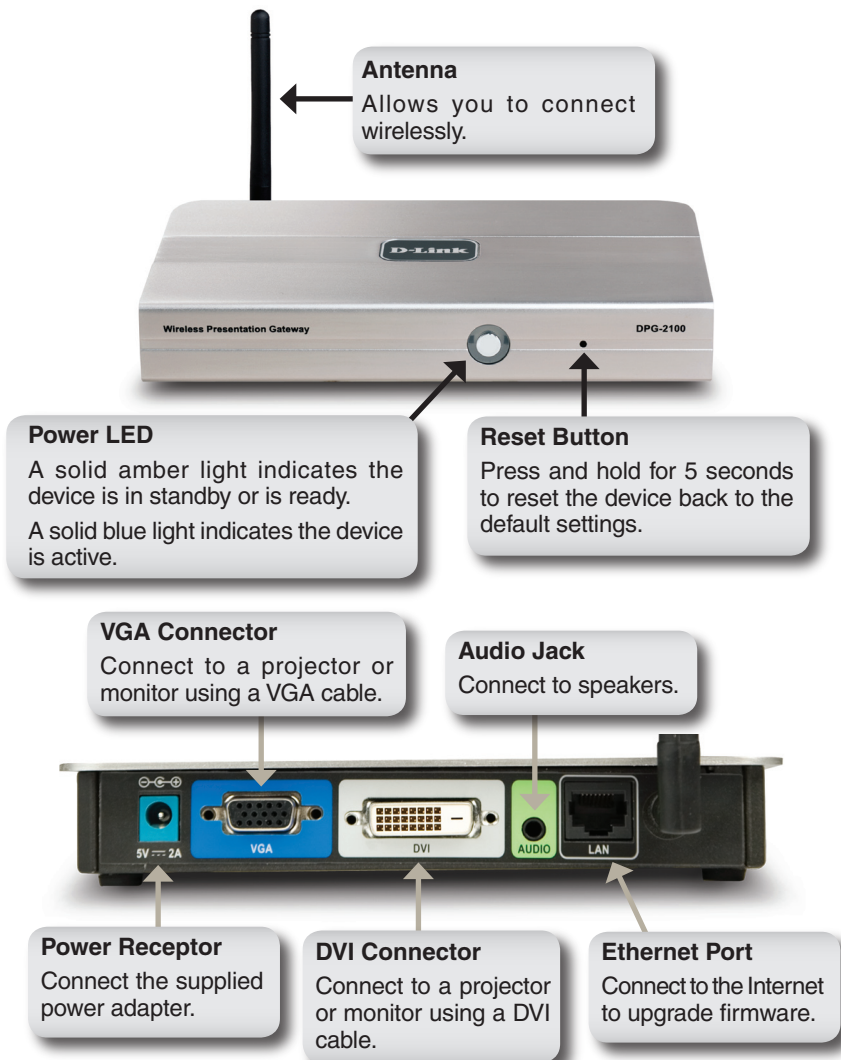 Antenna
Allows you to connect
wirelessly.
D-Link
Wireless Presentation Gateway
DPG-2100
Power LED
A solid amber light indicates the
device is in standby or is ready.
A solid blue light indicates the device
is active.
Reset Button
Press and hold for 5 seconds
to reset the device back to the
default settings.
VGA Connector
Connect to a projector or
monitor using a VGA cable.
Audio Jack
Connect to speakers.
5V ⎓ 2A
VGA
DVI
AUDIO
LAN
Power Receptor
Connect the supplied
power adapter.
DVI Connector
Connect to a projector
or monitor using a DVI
cable.
Ethernet Port
Connect to the Internet
to upgrade firmware.